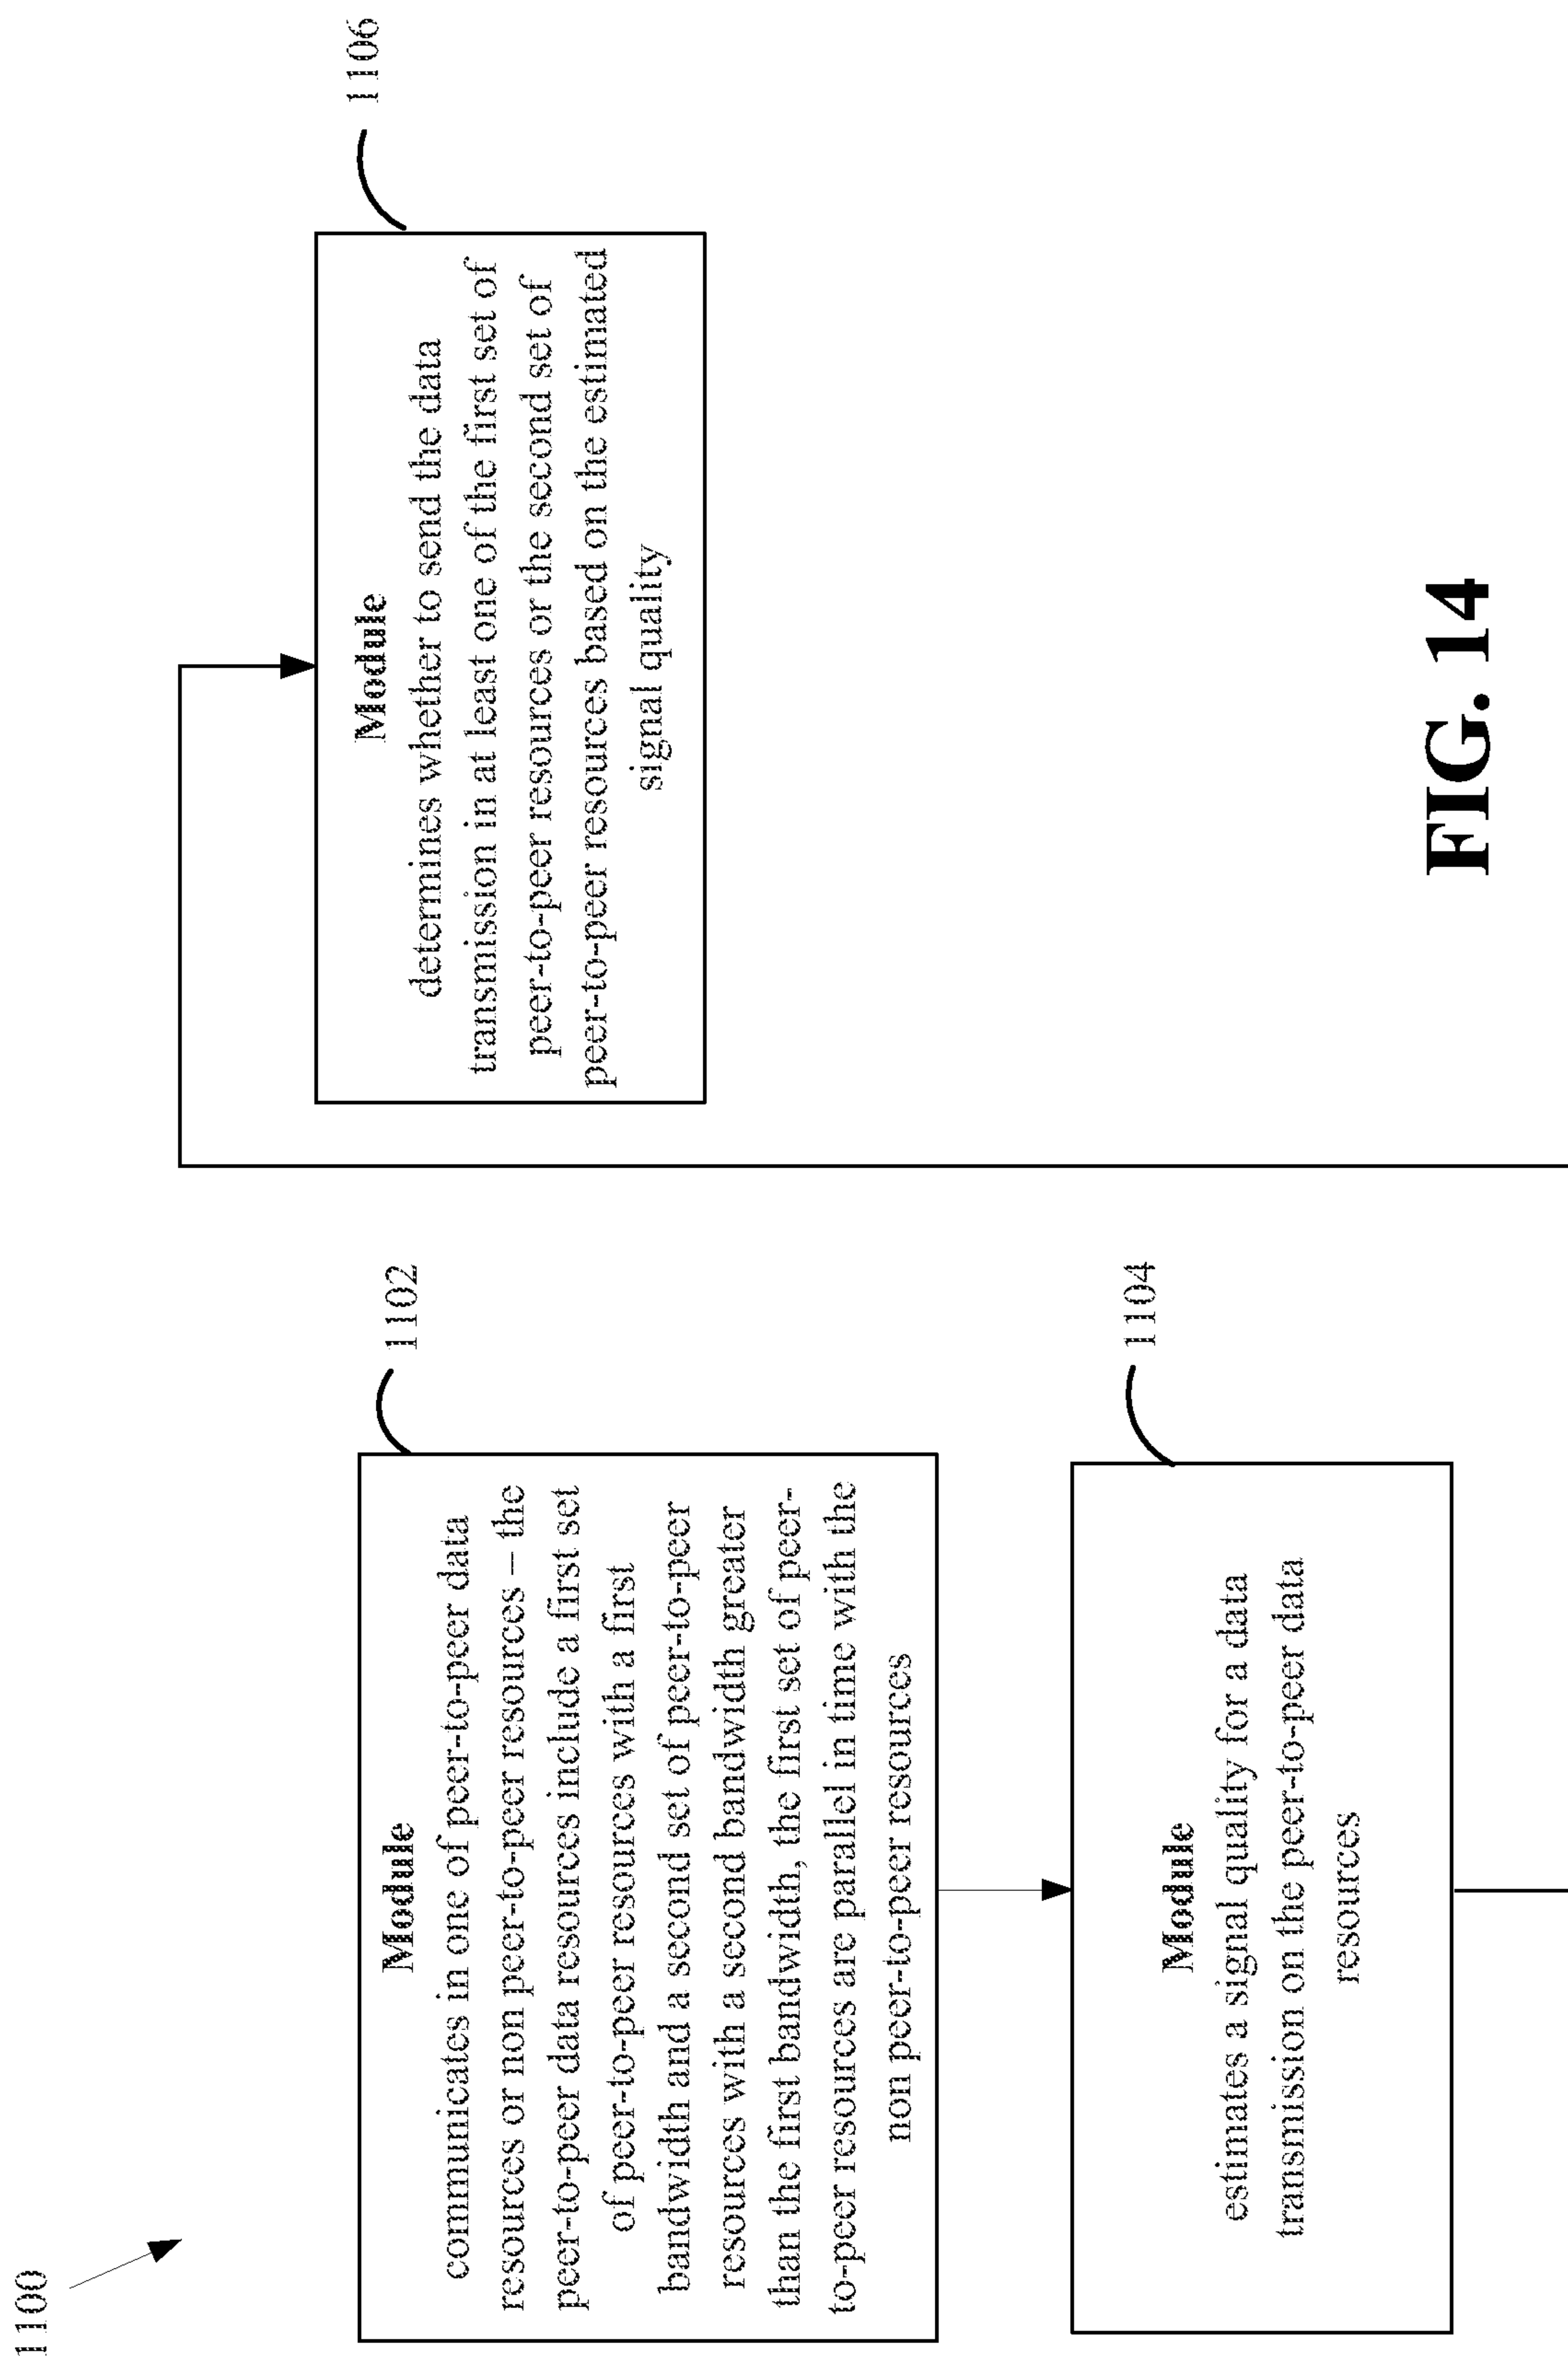 1100
1102
Module
communicates in one of peer-to-peer data
resources or non peer-to-peer resources – the
peer-to-peer data resources include a first set
of peer-to-peer resources with a first
bandwidth and a second set of peer-to-peer
resources with a second bandwidth greater
than the first bandwidth, the first set of peer-
to-peer resources are parallel in time with the
non peer-to-peer resources
1104
Module
estimates a signal quality for a data
transmission on the peer-to-peer data
resources
1106
Module
determines whether to send the data
transmission in at least one of the first set of
peer-to-peer resources or the second set of
peer-to-peer resources based on the estimated
signal quality
FIG. 14